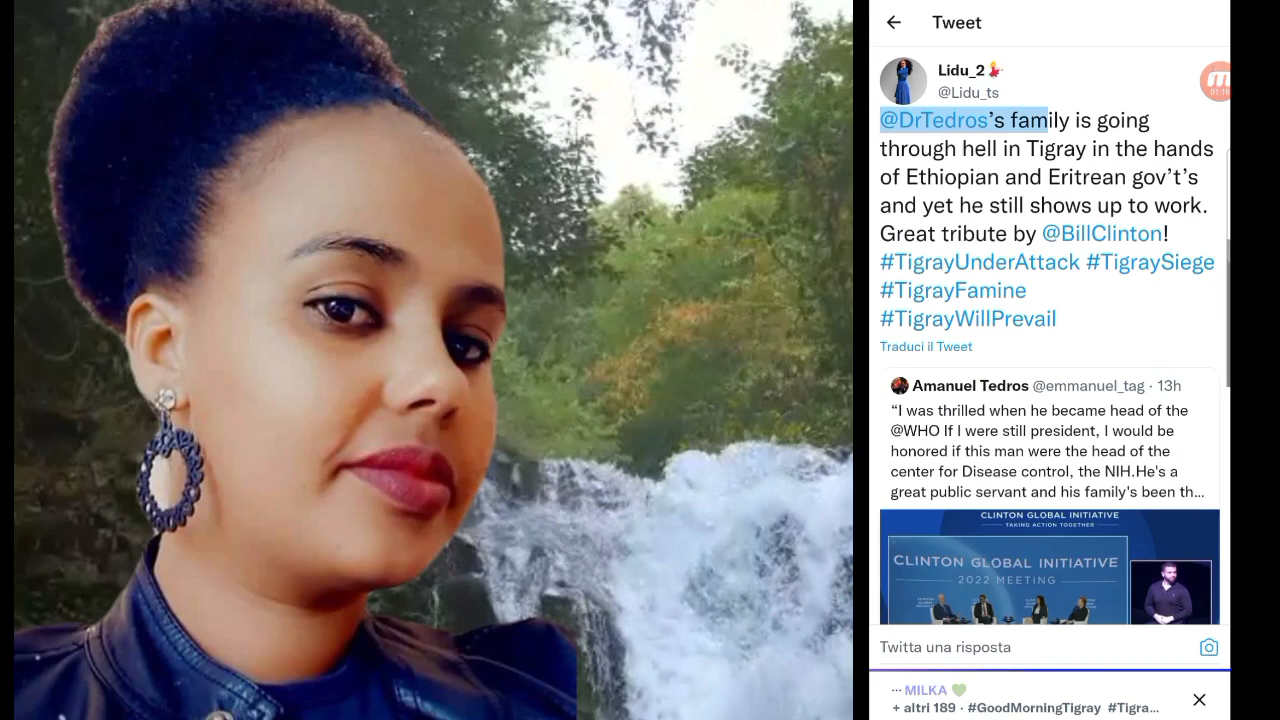 Tweet
Lidu_2
@Lidu_ts
01:16
@DrTedros’s family is going
through hell in Tigray in the hands
of Ethiopian and Eritrean gov’t’s
and yet he still shows up to work.
Great tribute by @BillClinton!
#TigrayUnderAttack #TigraySiege
#TigrayFamine
#TigrayWillPrevail
Traduci il Tweet
Amanuel Tedros @emmanuel_tag · 13h
“I was thrilled when he became head of the
@WHO If I were still president, I would be
honored if this man were the head of the
center for Disease control, the NIH.He's a
great public servant and his family's been th...
CLINTON GLOBAL INITIATIVE
TAKING ACTION TOGETHER
CLINTON GLOBAL INITIATIVE
2022 MEETING
Twitta una risposta
··· MILKA 💚
+ altri 189 · #GoodMorningTigray #Tigra...